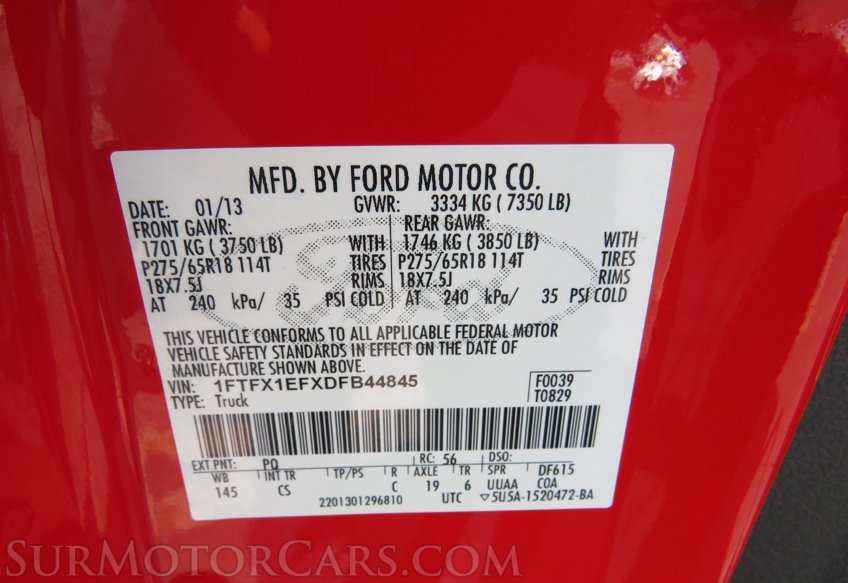 MFD. BY FORD MOTOR CO.
DATE: 01/13 GVWR: 3334 KG ( 7350 LB)
FRONT GAWR: REAR GAWR:
1701 KG ( 3750 LB) WITH 1746 KG ( 3850 LB) WITH
P275/65R18 114T TIRES P275/65R18 114T TIRES
18X7.5J RIMS 18X7.5J RIMS
AT 240 kPa/ 35 PSI COLD AT 240 kPa/ 35 PSI COLD
Ford
THIS VEHICLE CONFORMS TO ALL APPLICABLE FEDERAL MOTOR
VEHICLE SAFETY STANDARDS IN EFFECT ON THE DATE OF
MANUFACTURE SHOWN ABOVE.
VIN: 1FTFX1EFXDFB44845 F0039
TYPE: Truck T0829
EXT PNT: PQ RC: 56 DSO:
WB INT TR TP/PS R AXLE TR SPR DF615
145 CS C 19 6 UUAA COA
2201301296810 UTC ▽5U5A-1520472-BA
SURMOTORCARS.COM